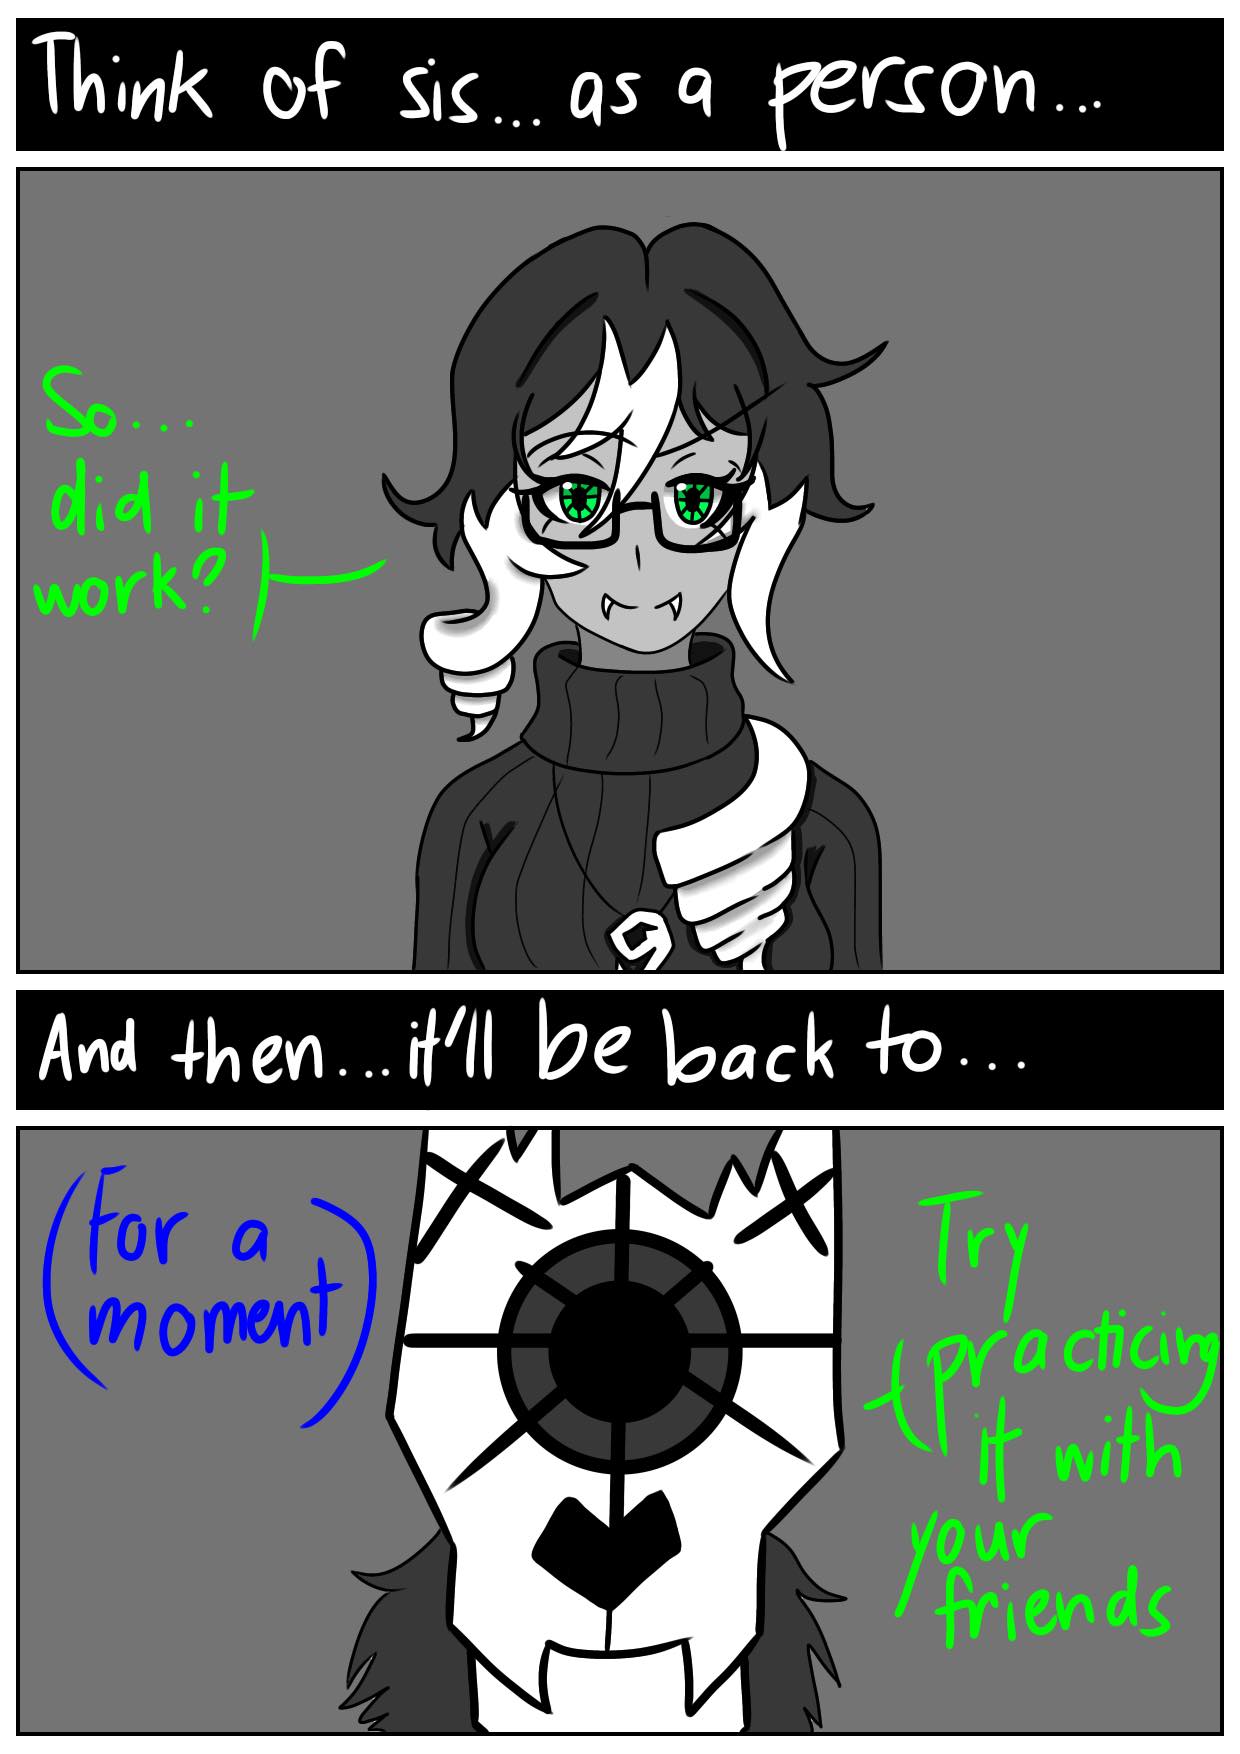 Think of sis... as a person...
So...
did it
work?
And then... it'll be back to...
(For a
moment)
Try
practicing
it with
your
friends